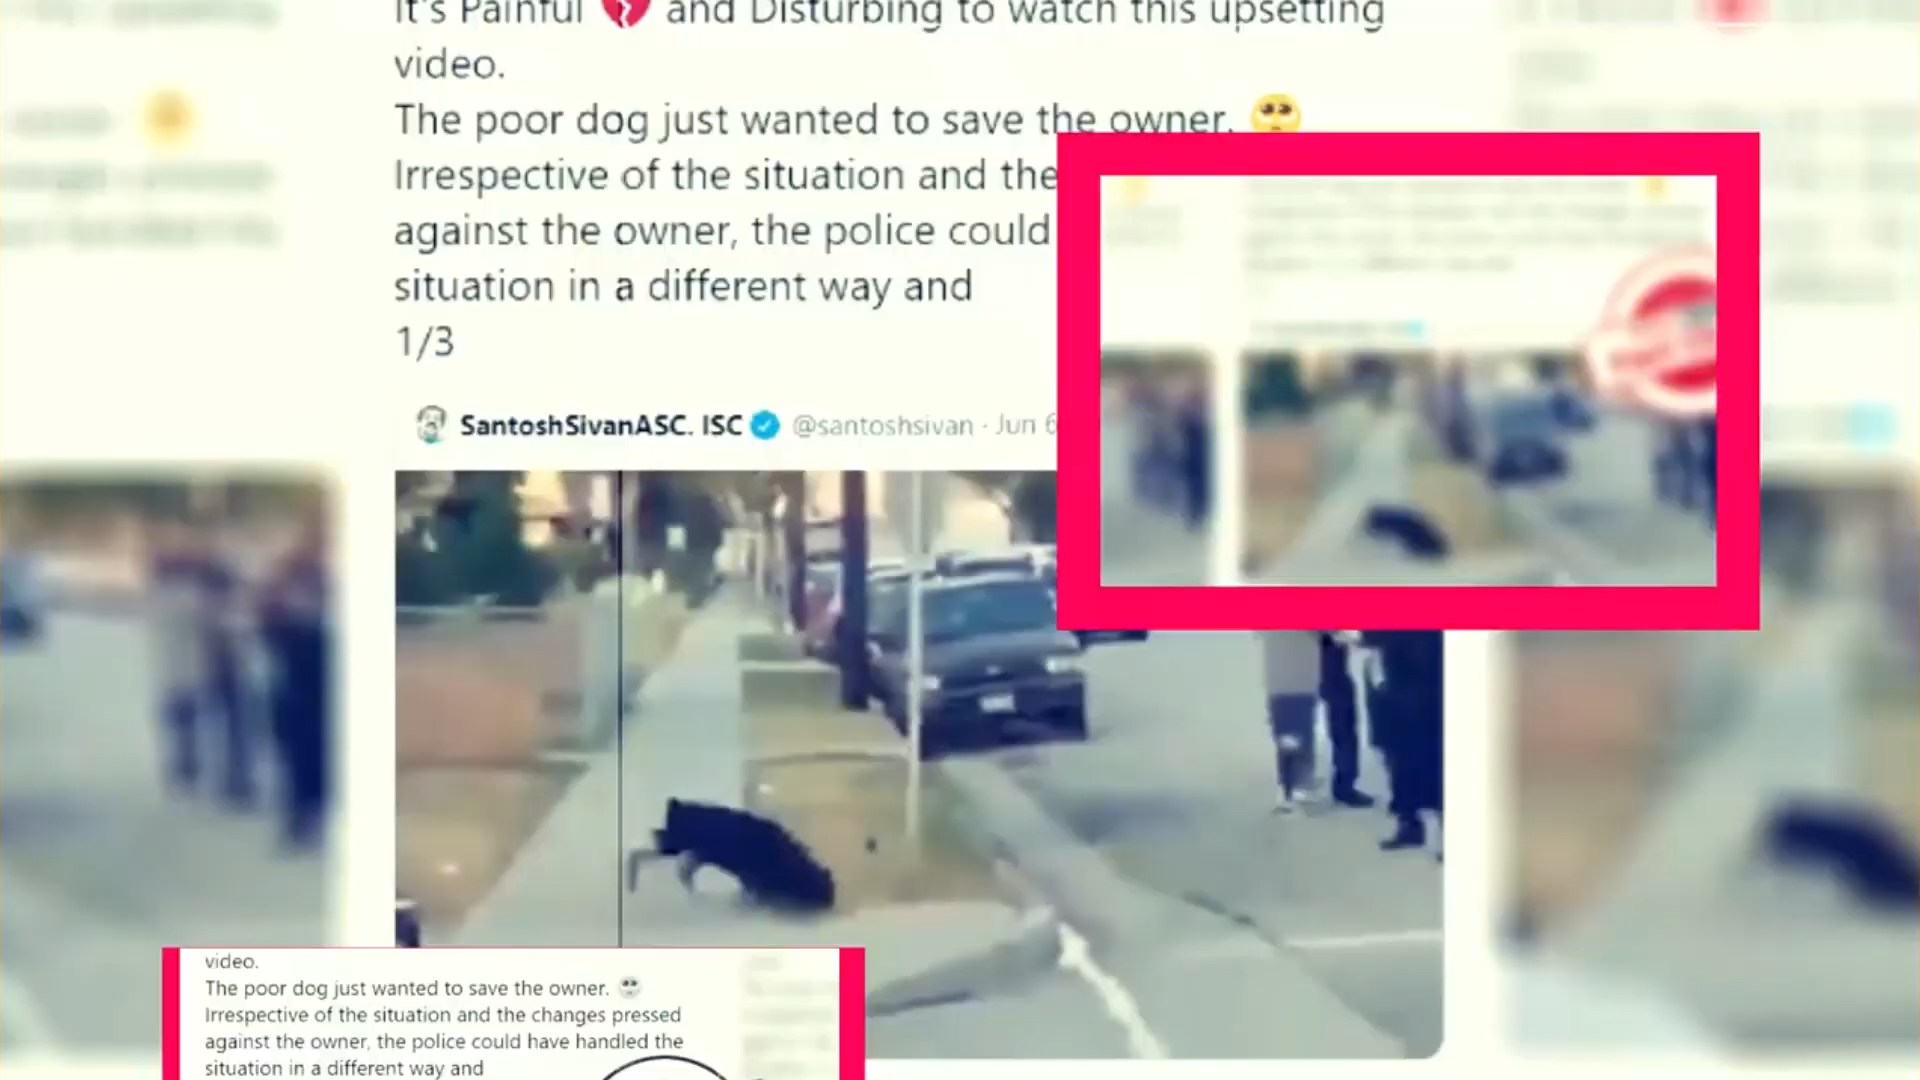 It's Painful 💔 and Disturbing to watch this upsetting
video.
The poor dog just wanted to save the owner. 🥺
Irrespective of the situation and the
against the owner, the police could
situation in a different way and
1/3
SantoshSivanASC. ISC @santoshsivan · Jun 6
video.
The poor dog just wanted to save the owner. 🥺
Irrespective of the situation and the changes pressed
against the owner, the police could have handled the
situation in a different way and